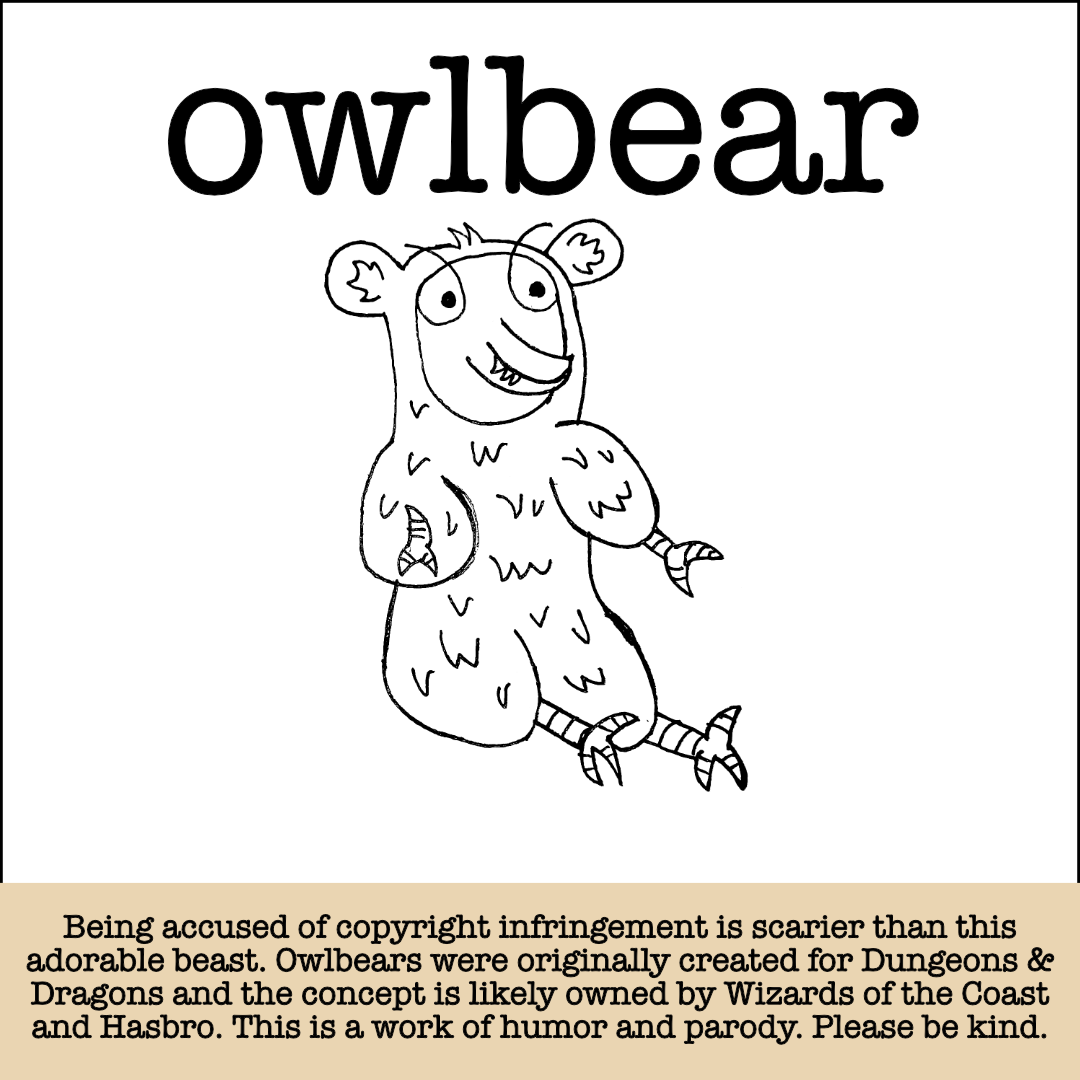 owlbear
Being accused of copyright infringement is scarier than this
adorable beast. Owlbears were originally created for Dungeons &
Dragons and the concept is likely owned by Wizards of the Coast
and Hasbro. This is a work of humor and parody. Please be kind.